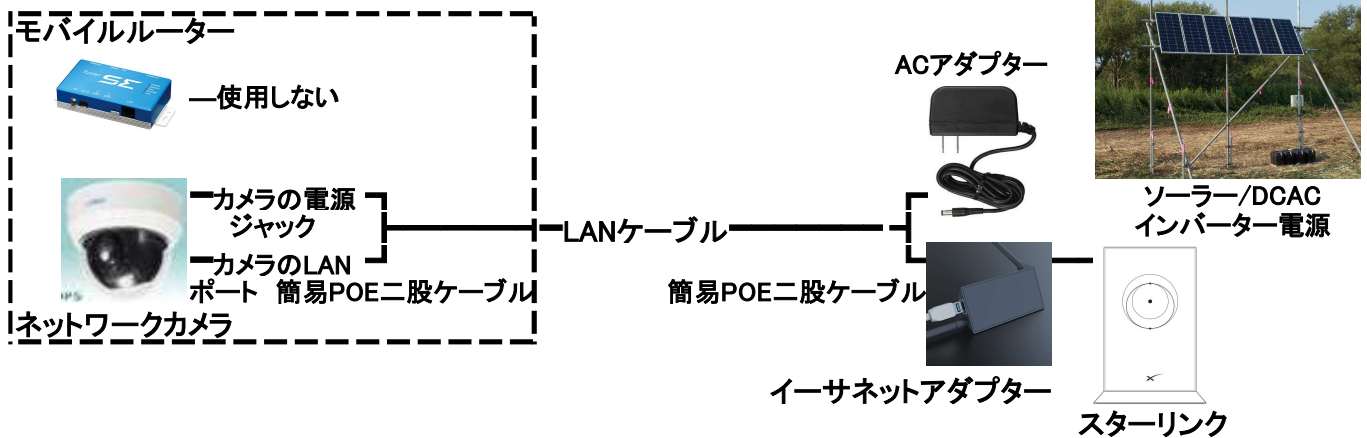 モバイルルーター
―使用しない
カメラの電源
ジャック
カメラのLAN
ポート 簡易POE二股ケーブル
ネットワークカメラ
LANケーブル
ACアダプター
簡易POE二股ケーブル
イーサネットアダプター
ソーラー/DCAC
インバーター電源
スターリンク